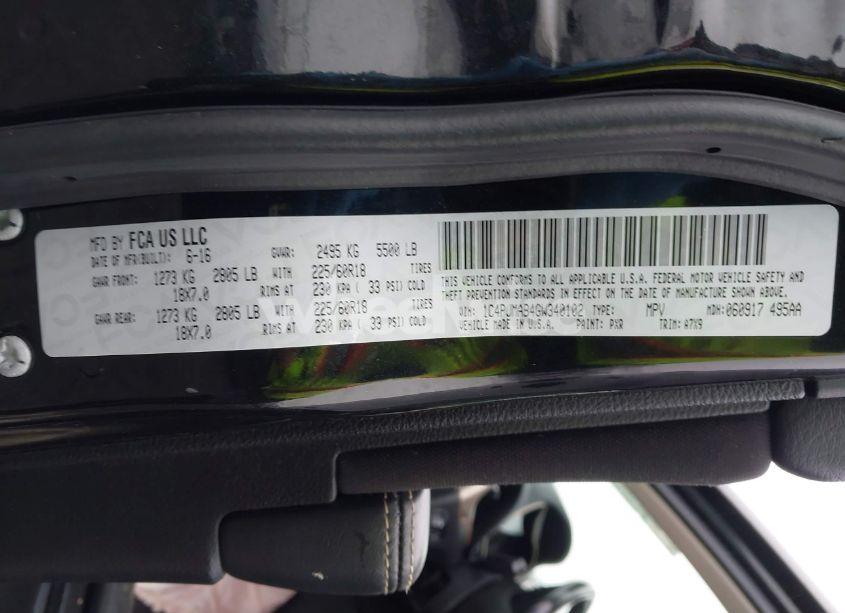 MFD BY FCA US LLC
DATE OF MFR(BUILT): 6-16 GVWR: 2495 KG 5500 LB
GAWR FRONT: 1273 KG 2805 LB WITH 225/60R18 TIRES
18X7.0 RIMS AT 230 KPA ( 33 PSI) COLD
GAWR REAR: 1273 KG 2805 LB WITH 225/60R18 TIRES
18X7.0 RIMS AT 230 KPA ( 33 PSI) COLD
THIS VEHICLE CONFORMS TO ALL APPLICABLE U.S.A. FEDERAL MOTOR VEHICLE SAFETY AND
THEFT PREVENTION STANDARDS IN EFFECT ON THE DATE OF MANUFACTURE SHOWN ABOVE.
VIN: 1C4PJMAB4GW340102 TYPE: MPV MDH: 060917 495AA
VEHICLE MADE IN U.S.A. PAINT: PXR TRIM: A7X9